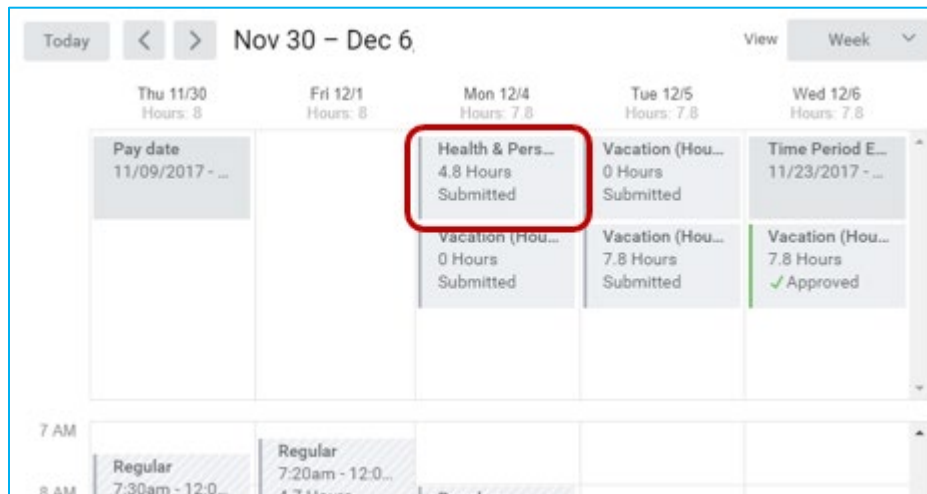 Today < > Nov 30 – Dec 6, View Week
Thu 11/30 Fri 12/1 Mon 12/4 Tue 12/5 Wed 12/6
Hours: 8 Hours: 8 Hours: 7.8 Hours: 7.8 Hours: 7.8
Pay date
11/09/2017 - ...
Health & Pers...
4.8 Hours
Submitted
Vacation (Hou...
0 Hours
Submitted
Time Period E...
11/23/2017 - ...
Vacation (Hou...
0 Hours
Submitted
Vacation (Hou...
7.8 Hours
Submitted
Vacation (Hou...
7.8 Hours
✓ Approved
7 AM
Regular
7:30am - 12:0...
Regular
7:20am - 12:0...
4.7 Hours
8 AM